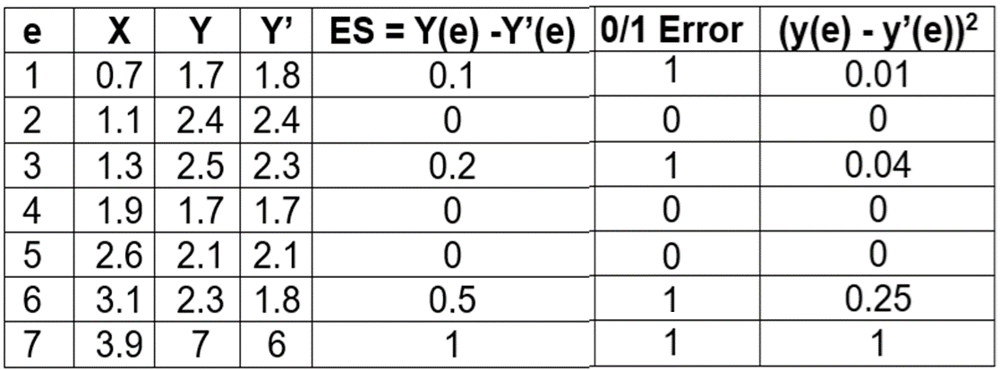 e X Y Y’ ES = Y(e) -Y’(e) 0/1 Error (y(e) - y’(e))²
1 0.7 1.7 1.8 0.1 1 0.01
2 1.1 2.4 2.4 0 0 0
3 1.3 2.5 2.3 0.2 1 0.04
4 1.9 1.7 1.7 0 0 0
5 2.6 2.1 2.1 0 0 0
6 3.1 2.3 1.8 0.5 1 0.25
7 3.9 7 6 1 1 1